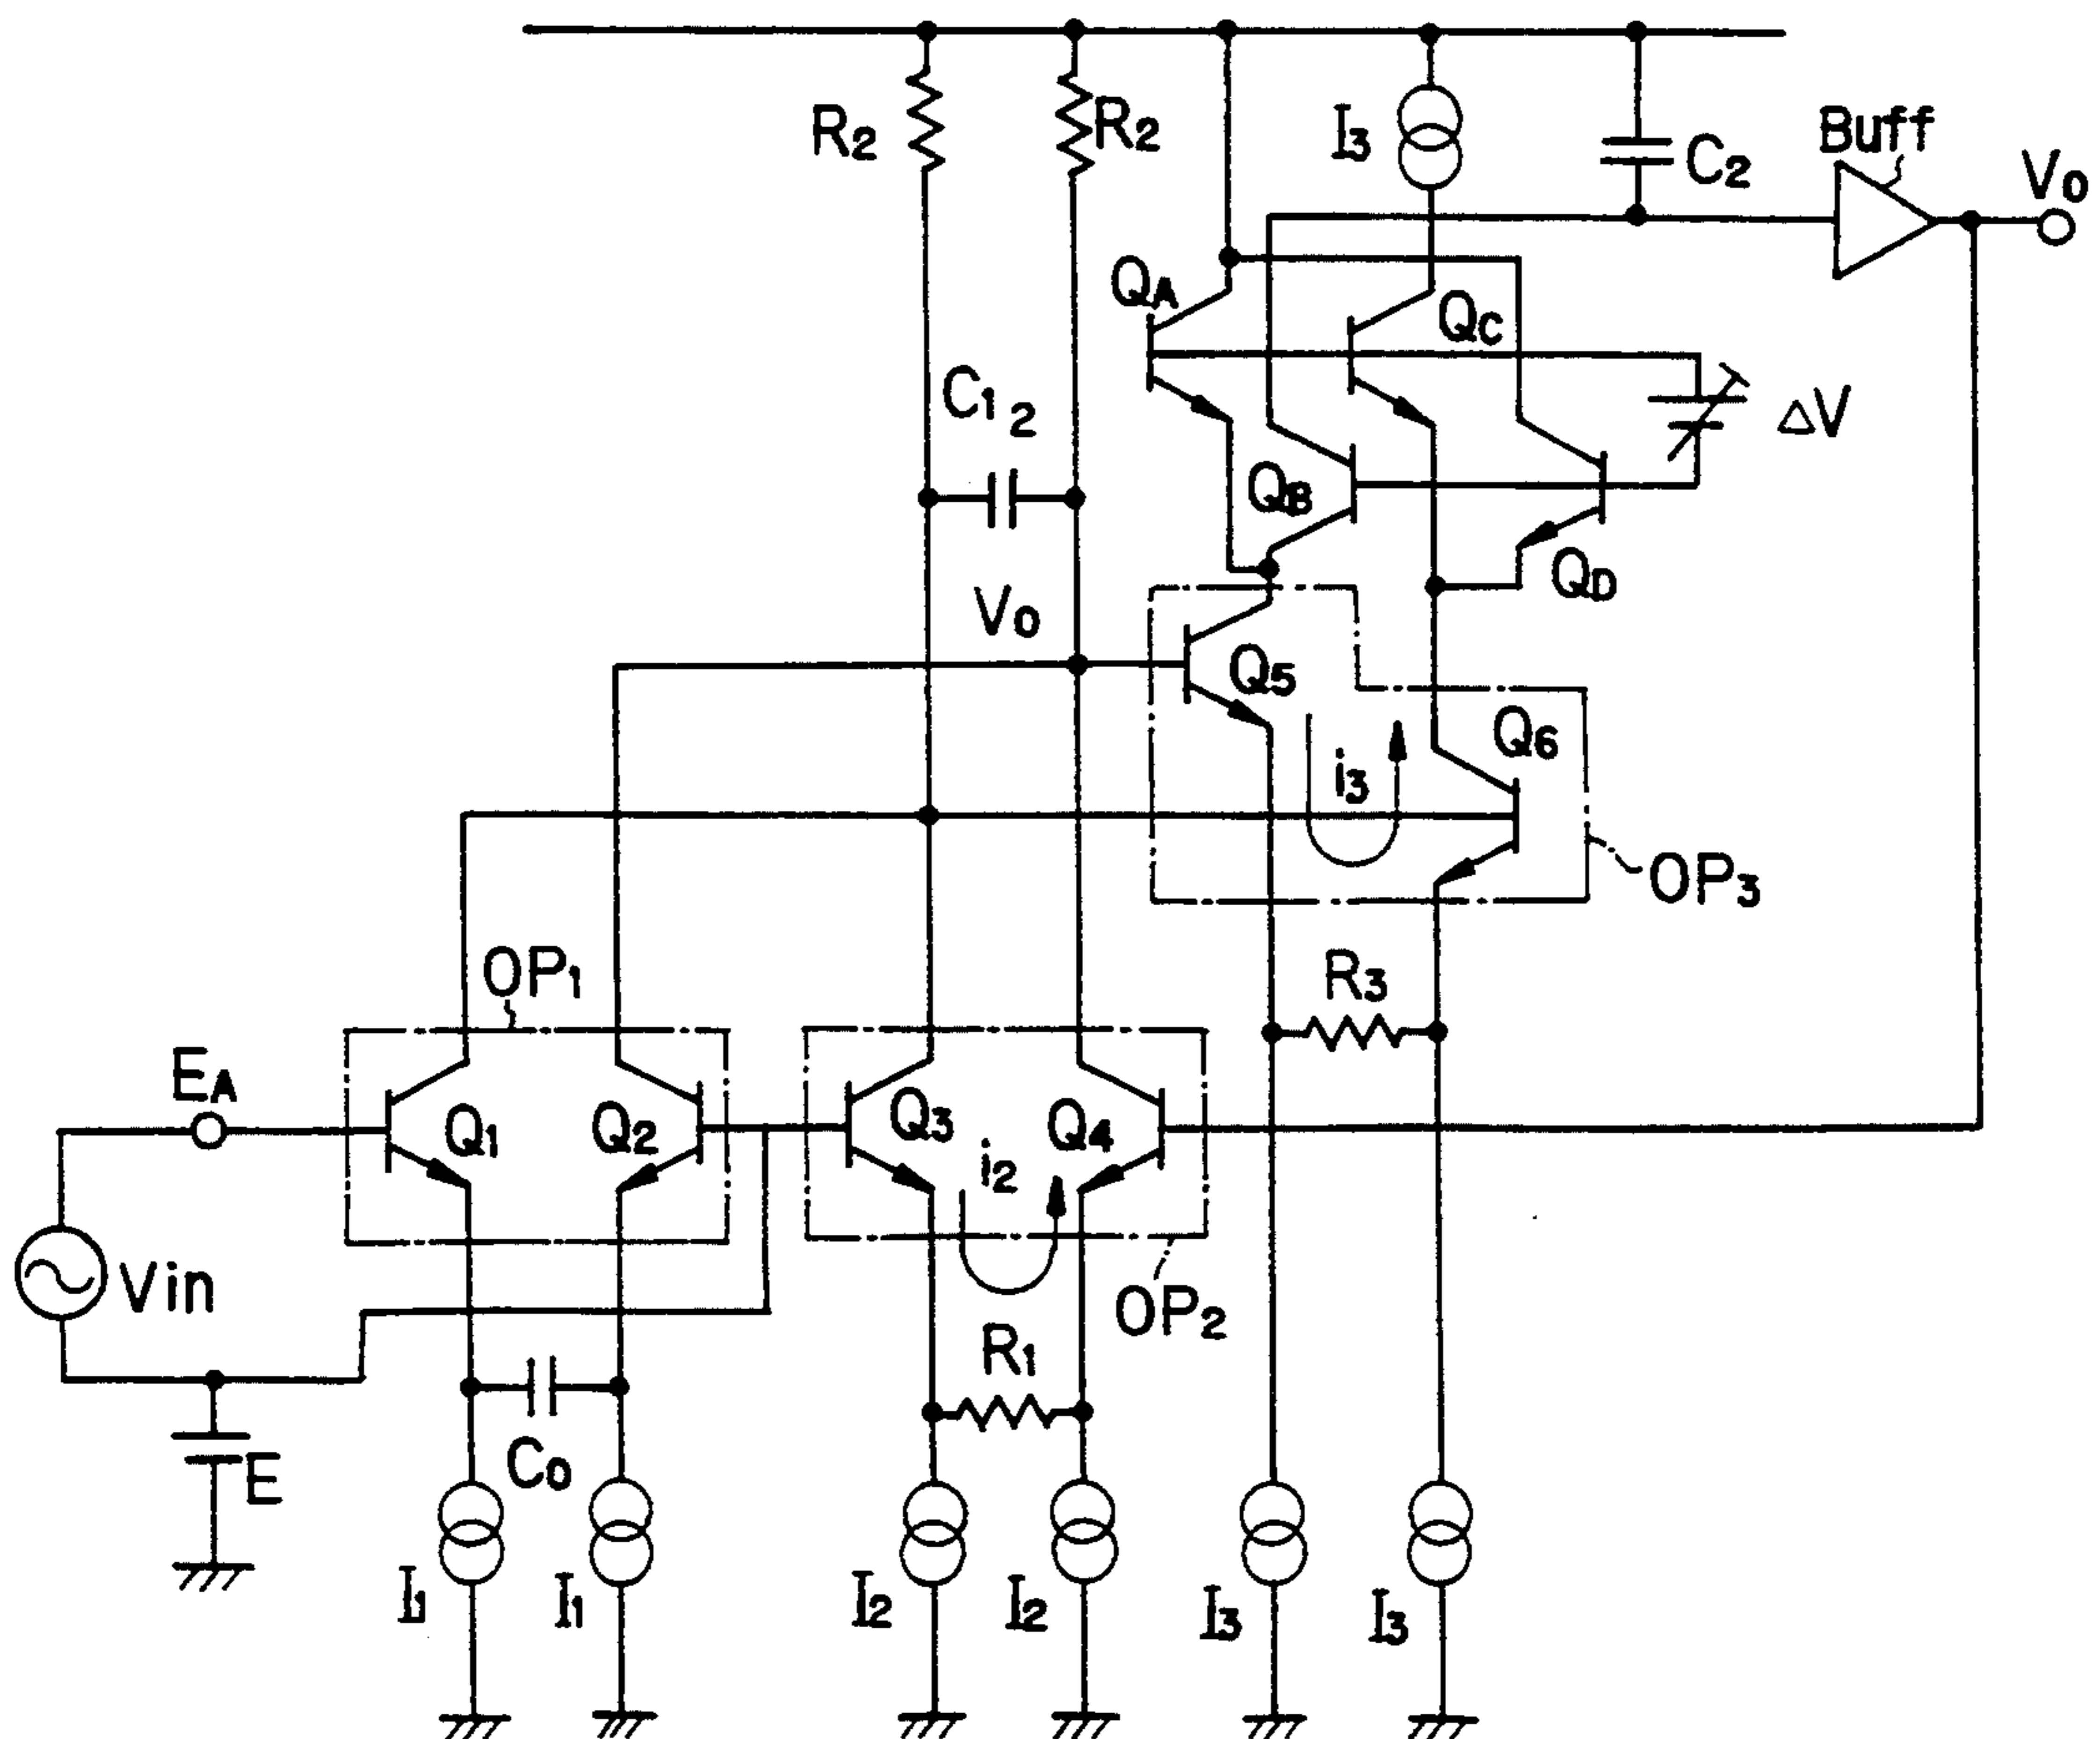 R2
R2
I3
C2
Buff
Vo
QA
QC
C1 2
ΔV
QB
QD
Vo
Q5
Q6
i3
OP3
OP1
R3
EA
Q1
Q2
Q3
Q4
i2
Vin
OP2
R1
E
Co
I1
I1
I2
I2
I3
I3